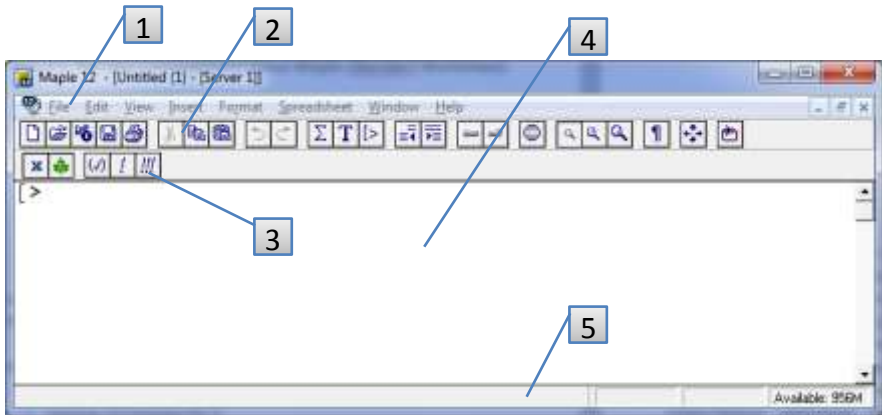 1
2
4
Maple 12 - [Untitled (1) - [Server 1]]
File Edit View Insert Format Spreadsheet Window Help
Σ T [>
(√) ! !!!
[>
3
5
Available: 956M